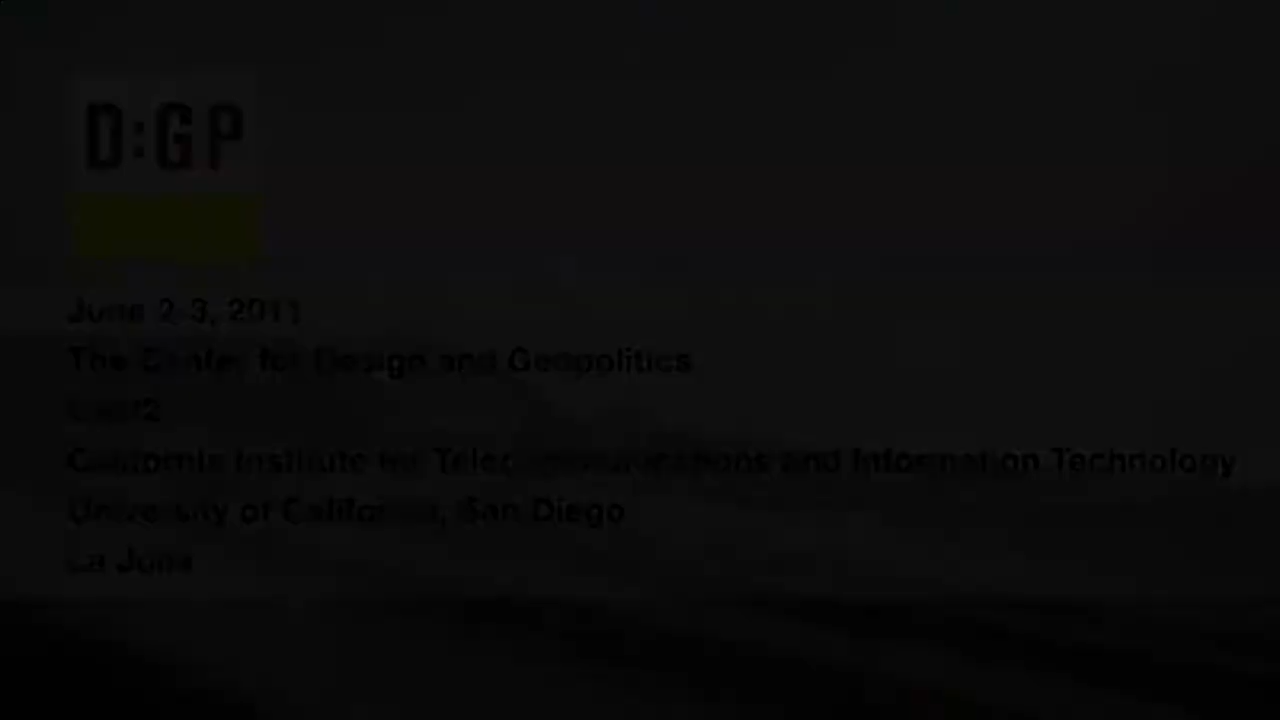 D:GP
June 2-3, 2011
The Center for Design and Geopolitics
Calit2
California Institute for Telecommunications and Information Technology
University of California, San Diego
La Jolla